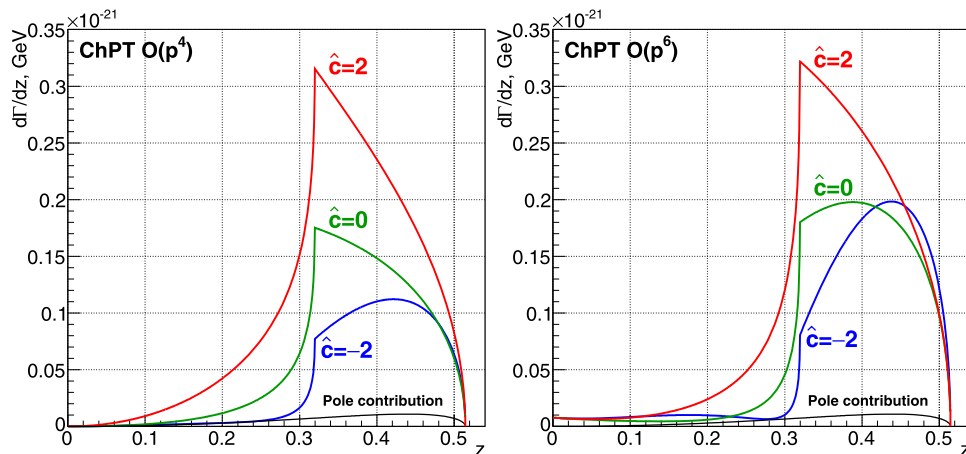 ×10⁻²¹
0.35
0.3
0.25
0.2
0.15
0.1
0.05
0
dΓ/dz, GeV
ChPT O(p⁴)
ĉ=2
ĉ=0
ĉ=−2
Pole contribution
0 0.1 0.2 0.3 0.4 0.5
z
×10⁻²¹
0.35
0.3
0.25
0.2
0.15
0.1
0.05
0
dΓ/dz, GeV
ChPT O(p⁶)
ĉ=2
ĉ=0
ĉ=−2
Pole contribution
0 0.1 0.2 0.3 0.4 0.5
z